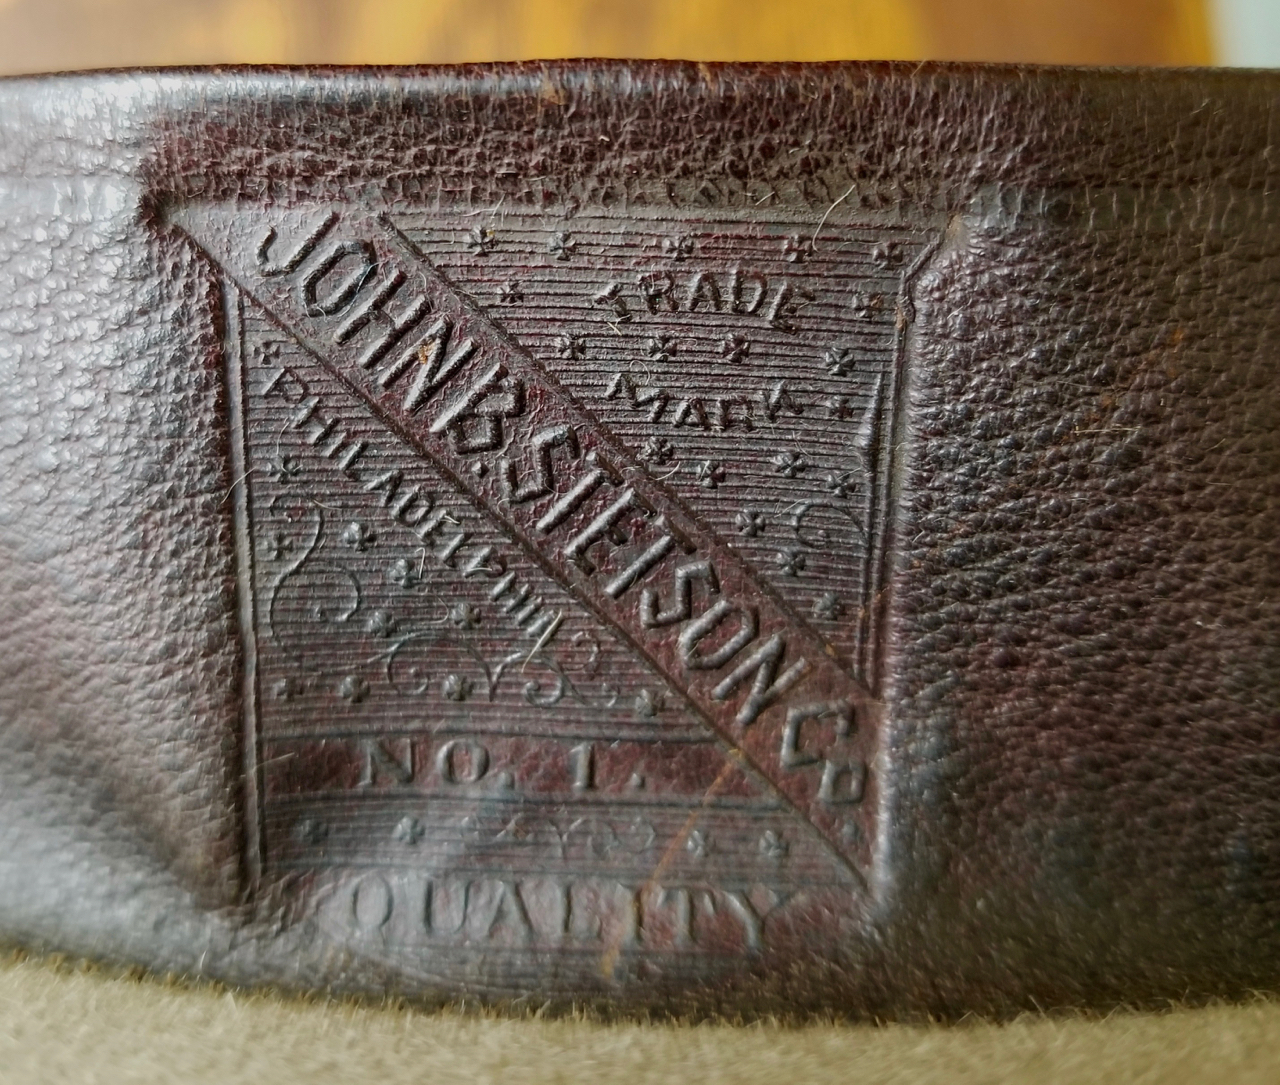 TRADE
MARK
JOHN B. STETSON Co
PHILADELPHIA
NO. 1.
QUALITY